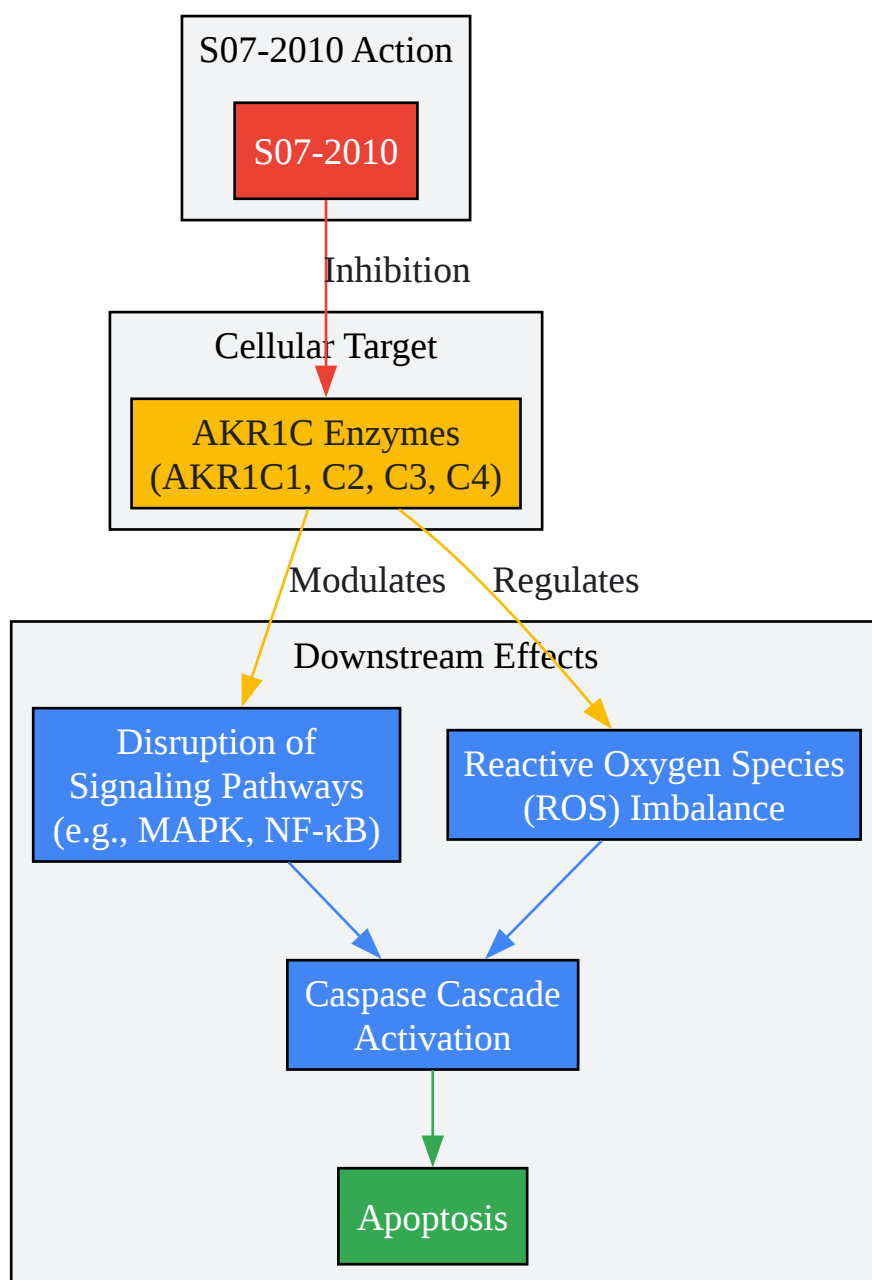 S07-2010 Action
S07-2010
Inhibition
Cellular Target
AKR1C Enzymes
(AKR1C1, C2, C3, C4)
Modulates
Regulates
Downstream Effects
Disruption of
Signaling Pathways
(e.g., MAPK, NF-κB)
Reactive Oxygen Species
(ROS) Imbalance
Caspase Cascade
Activation
Apoptosis